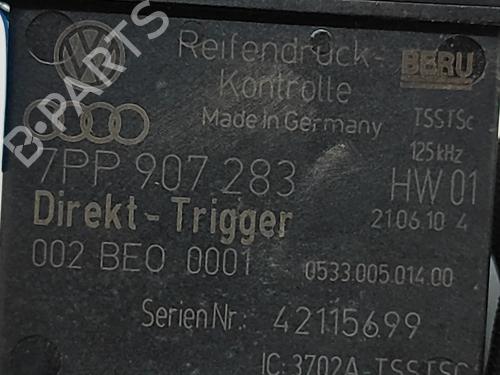 Reifendruck-
Kontrolle
BERU
Made in Germany
TSSTSc
125 kHz
7PP 907 283
HW 01
Direkt - Trigger
21.06.10 4
002 BEO 0001
0533.005.014.00
Serien Nr.: 42115699
IC: 3702A-TSSTSC
B-PARTS